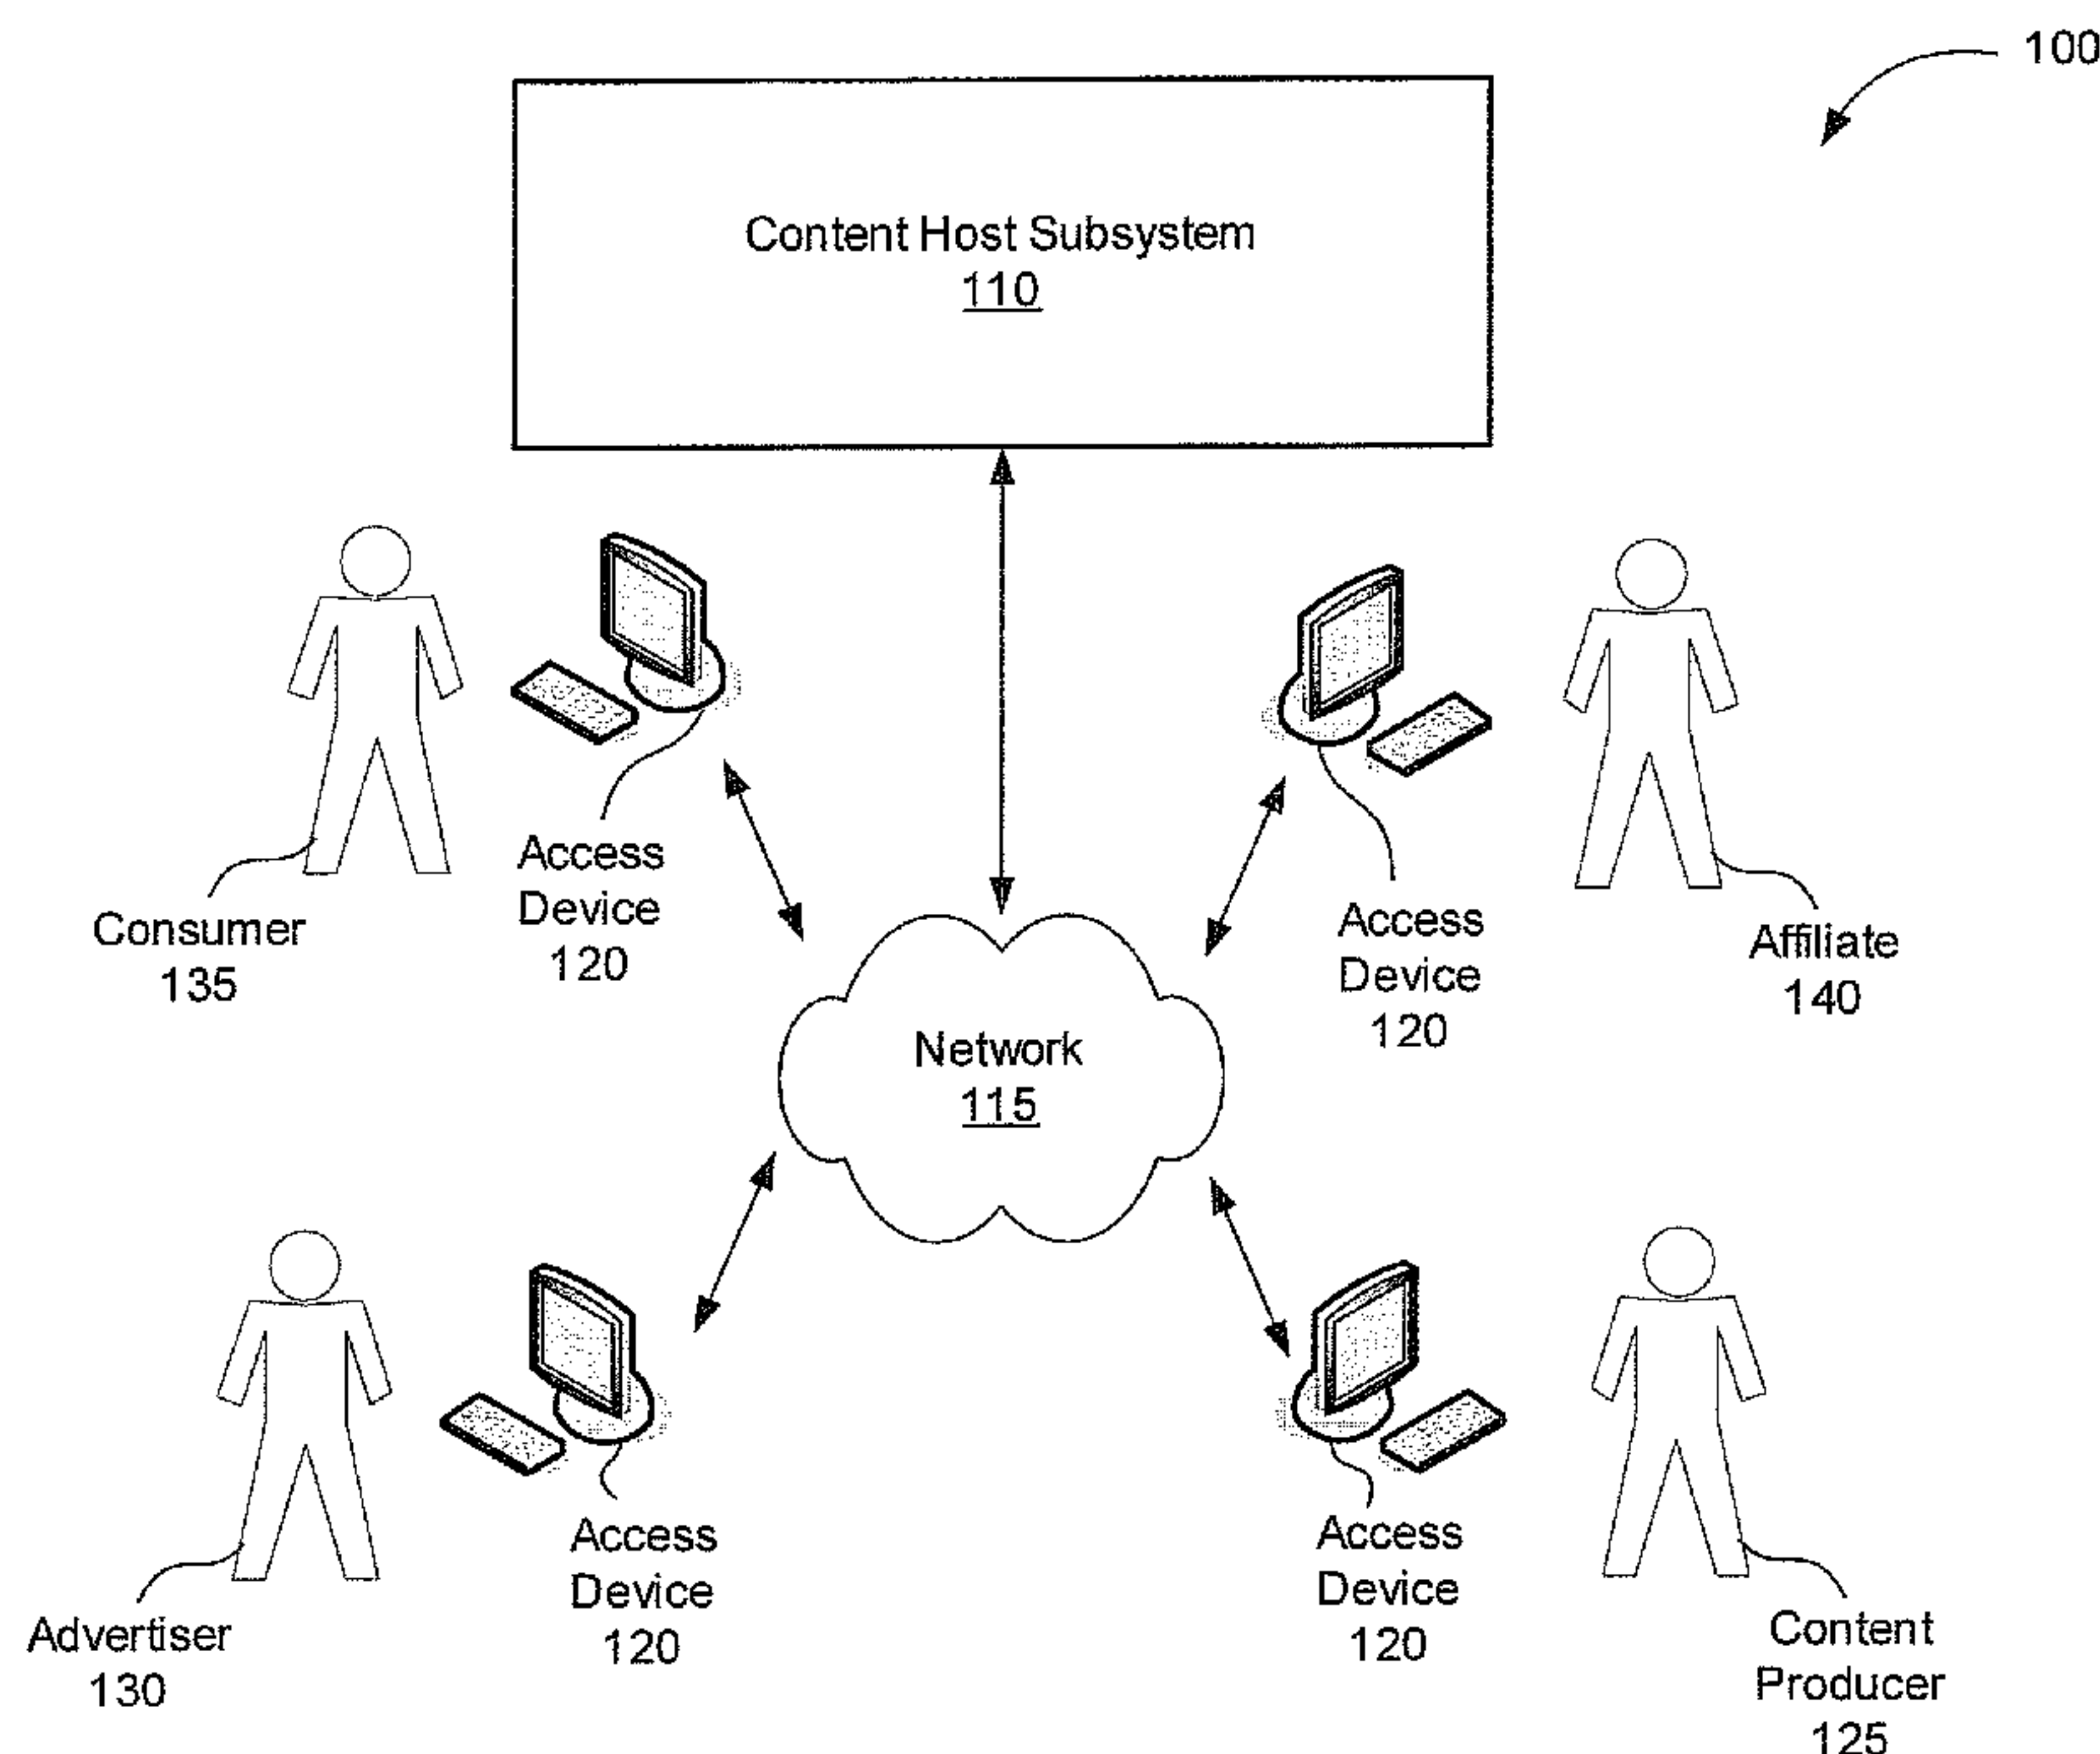 100
Content Host Subsystem
110
Access
Device
120
Consumer
135
Access
Device
120
Affiliate
140
Network
115
Access
Device
120
Advertiser
130
Access
Device
120
Content
Producer
125